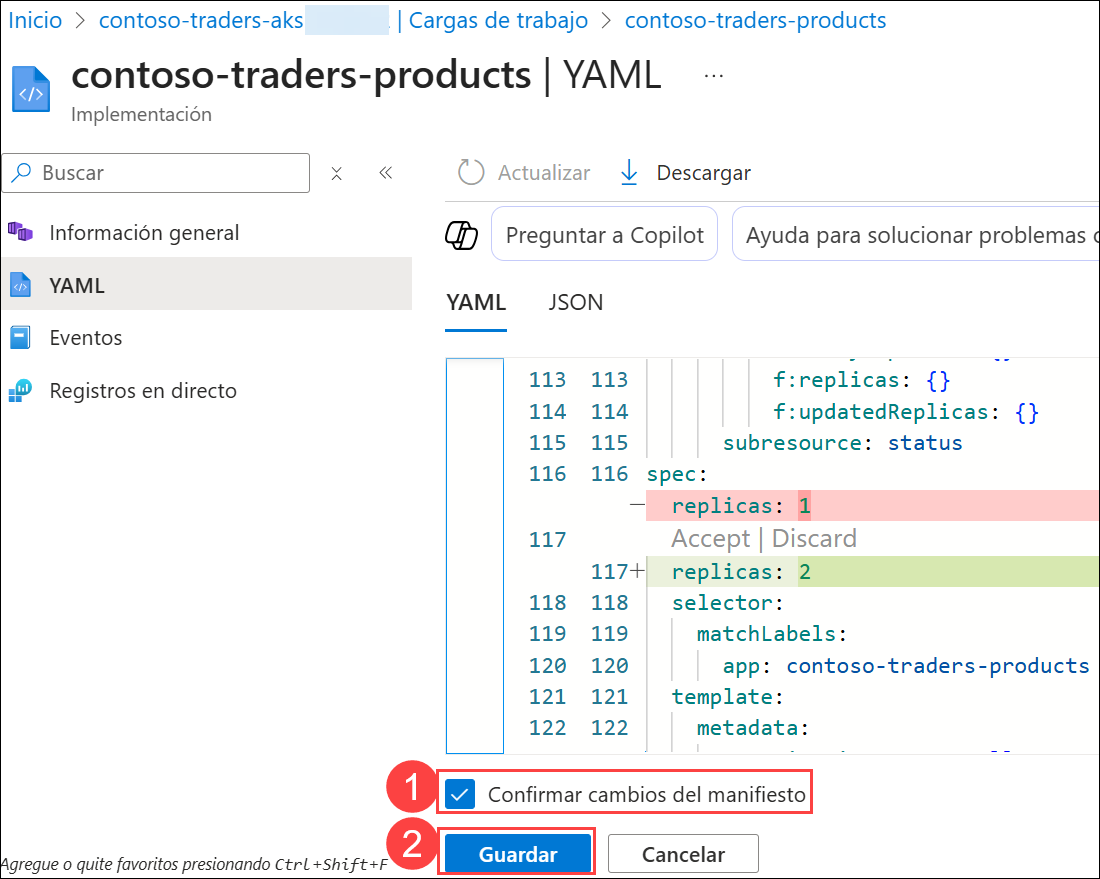 Inicio > contoso-traders-aks | Cargas de trabajo > contoso-traders-products
contoso-traders-products | YAML ...
Implementación
Buscar
Actualizar
Descargar
Preguntar a Copilot
Ayuda para solucionar problemas
Información general
YAML
Eventos
Registros en directo
YAML JSON
113 113 f:replicas: {}
114 114 f:updatedReplicas: {}
115 115 subresource: status
116 116 spec:
− replicas: 1
117 Accept | Discard
117+ replicas: 2
118 118 selector:
119 119 matchLabels:
120 120 app: contoso-traders-products
121 121 template:
122 122 metadata:
1 Confirmar cambios del manifiesto
2 Guardar Cancelar
Agregue o quite favoritos presionando Ctrl+Shift+F